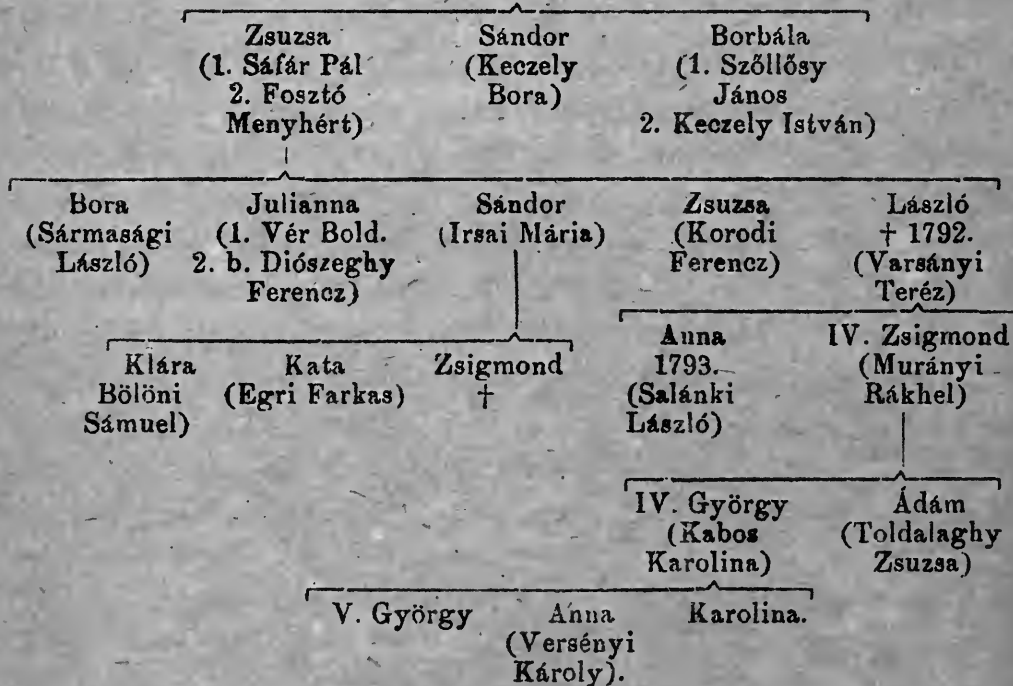 Zsuzsa Sándor Borbála
(1. Sáfár Pál (Keczely (1. Szőllősy
2. Fosztó Bora) János
Menyhért) 2. Keczely István)
Bora Julianna Sándor Zsuzsa László
(Sármasági (1. Vér Bold. (Irsai Mária) (Korodi † 1792.
László) 2. b. Diószeghy Ferencz) (Varsányi
Ferencz) Teréz)
Anna IV. Zsigmond
Klára Kata Zsigmond 1793. (Murányi
Bölöni (Egri Farkas) † (Salánki Rákhel)
Sámuel) László)
IV. György Ádám
(Kabos (Toldalaghy
Karolina) Zsuzsa)
V. György Anna Karolina.
(Versényi
Károly).